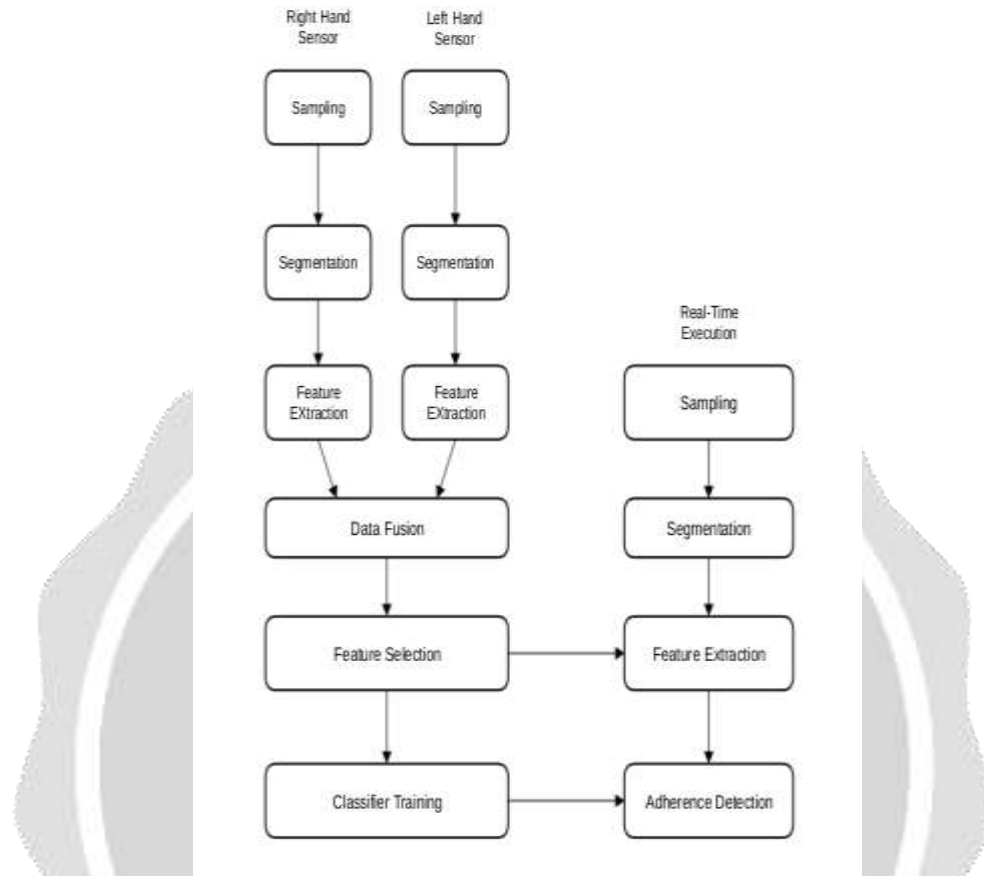 Right Hand
Sensor
Left Hand
Sensor
Sampling
Sampling
Segmentation
Segmentation
Feature
EXtraction
Feature
EXtraction
Data Fusion
Feature Selection
Classifier Training
Real-Time
Execution
Sampling
Segmentation
Feature Extraction
Adherence Detection